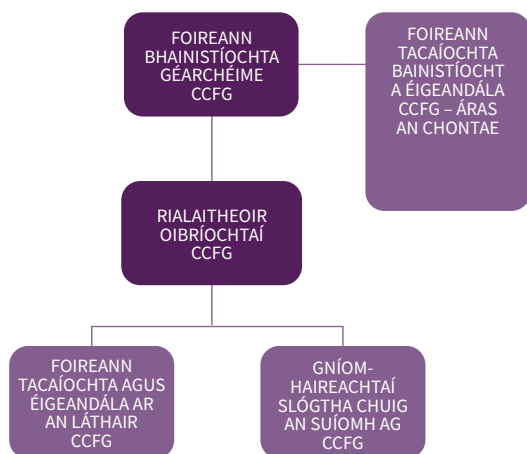 FOIREANN
BHAINISTÍOCHTA
GÉARCHÉIME
CCFG
FOIREANN
TACAÍOCHTA
BAINISTÍOCHT
A ÉIGEANDÁLA
CCFG – ÁRAS
AN CHONTAE
RIALAITHEOIR
OIBRÍOCHTAÍ
CCFG
FOIREANN
TACAÍOCHTA AGUS
ÉIGEANDÁLA AR
AN LÁTHAIR
CCFG
GNÍOM-
HAIREACHTAÍ
SLÓGTHA CHUIG
AN SUÍOMH AG
CCFG